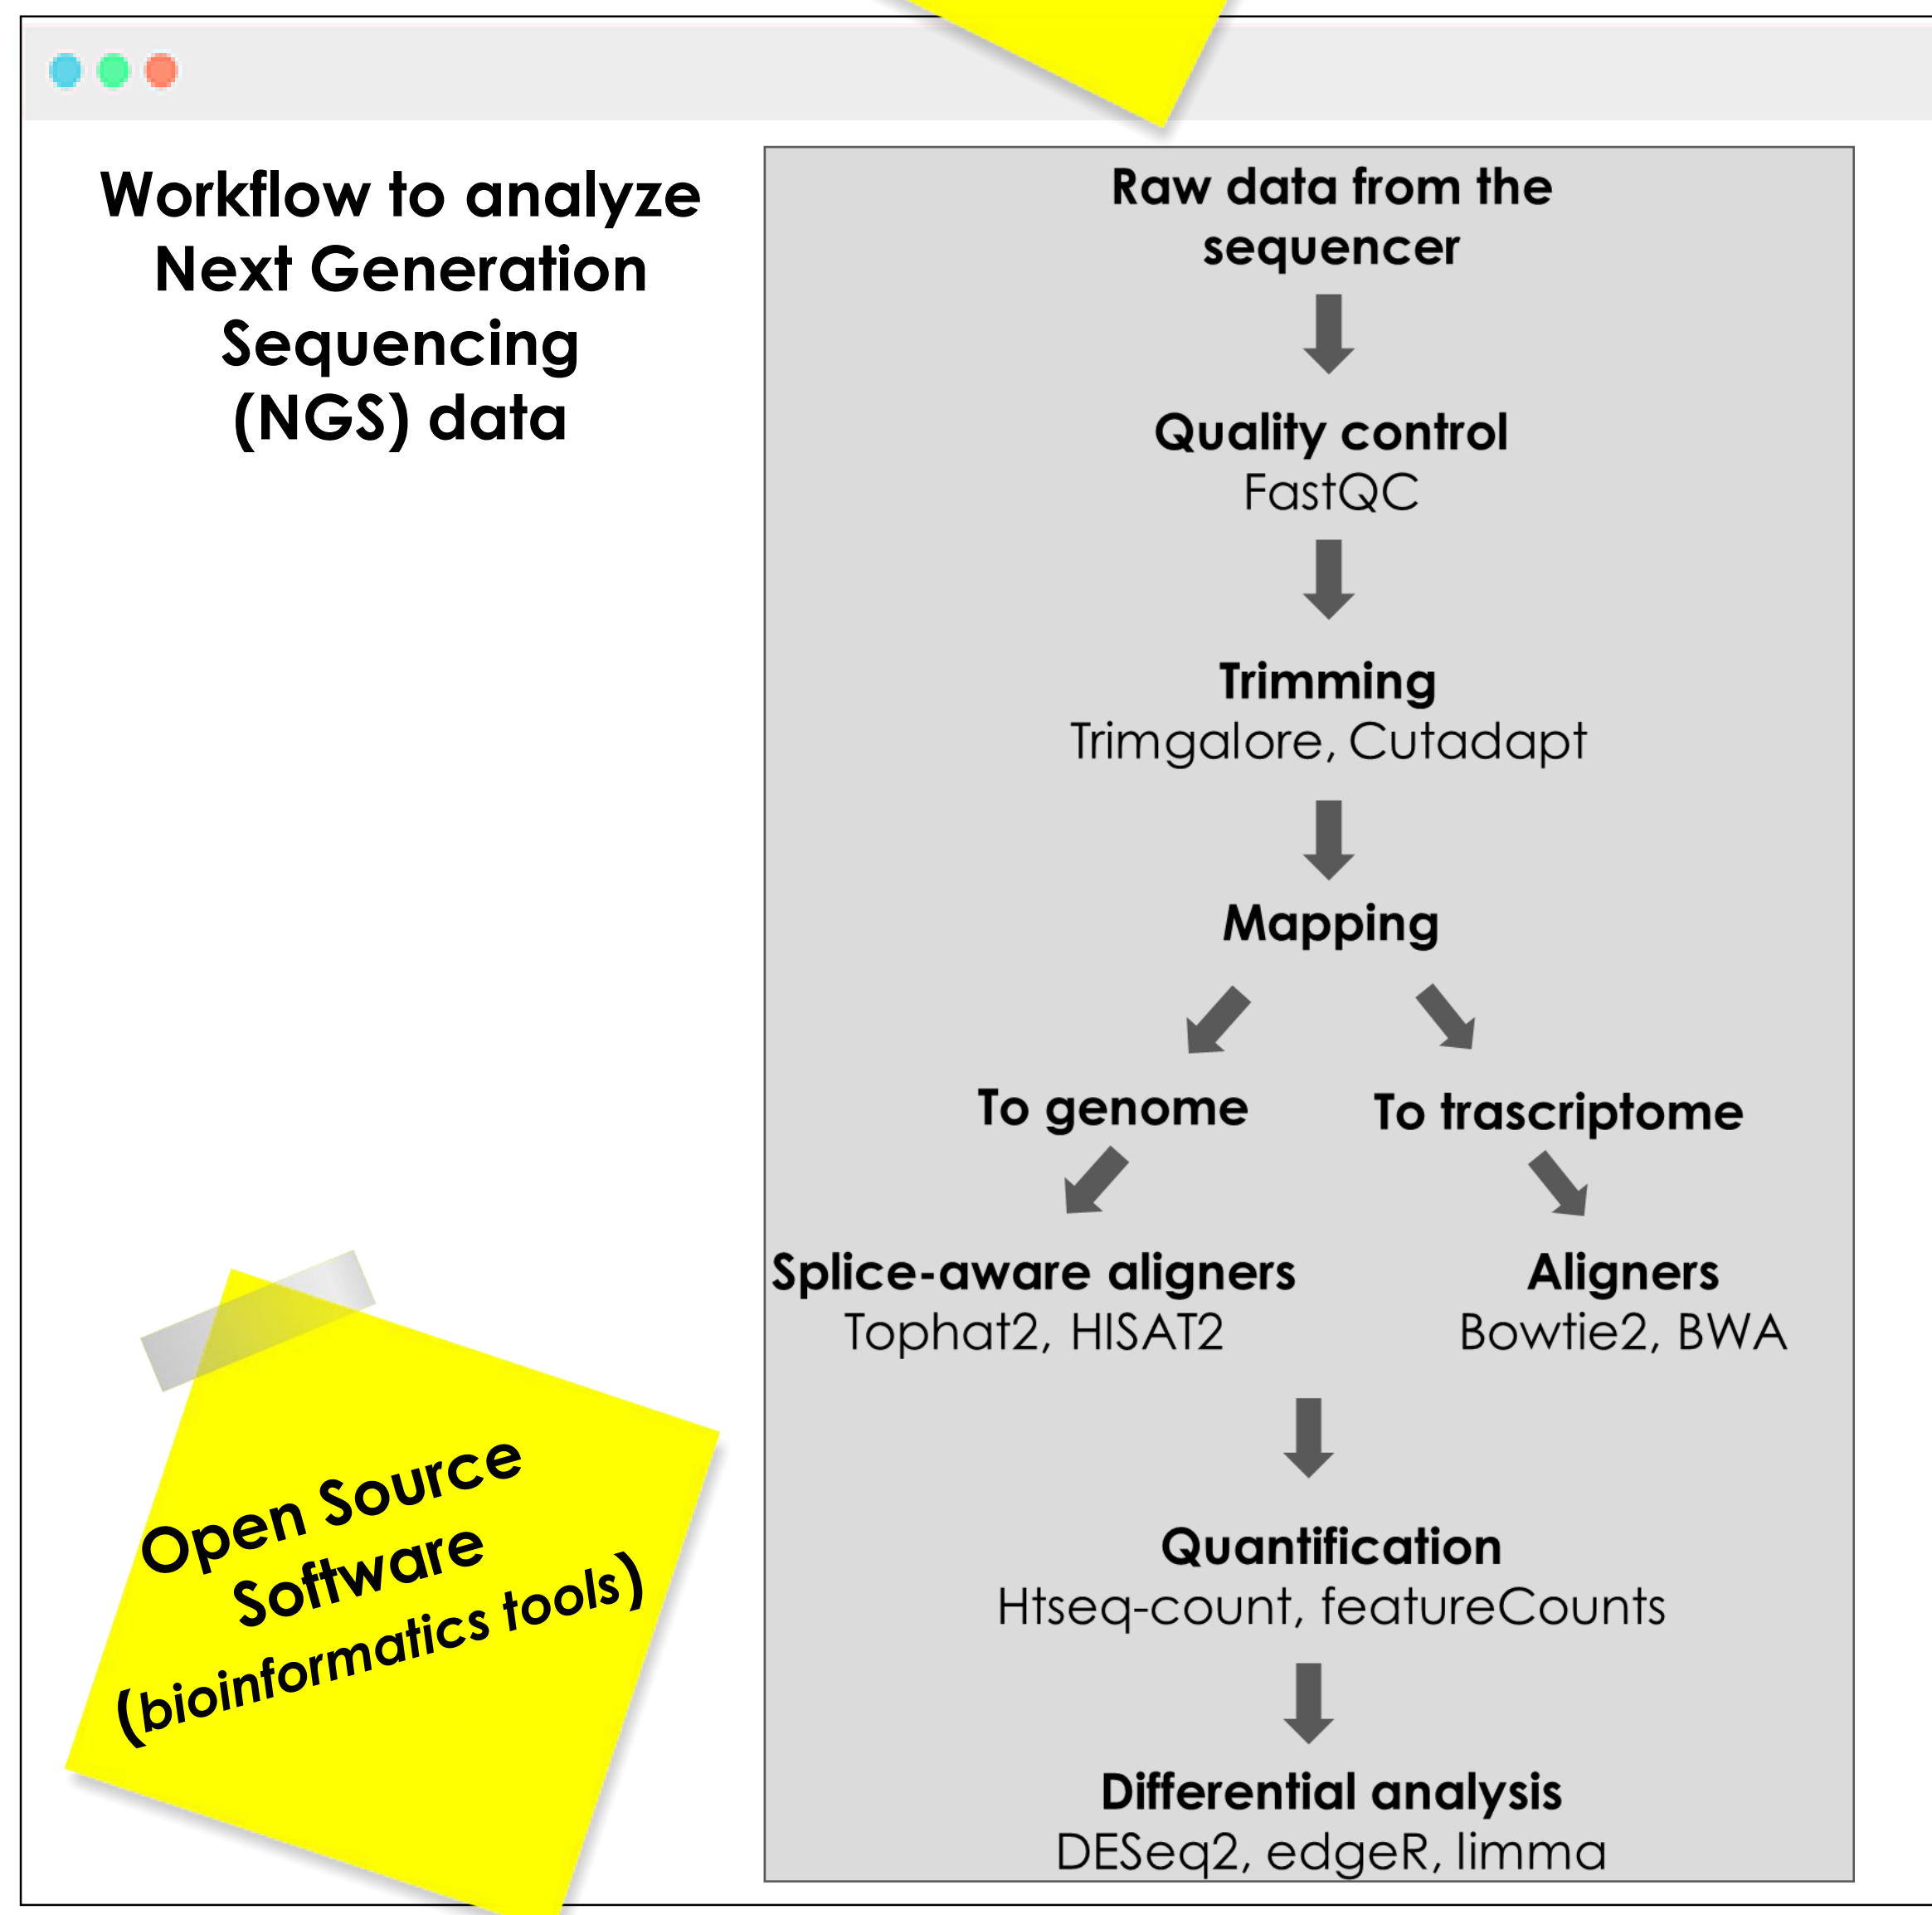 Workflow to analyze
Next Generation
Sequencing
(NGS) data
Raw data from the
sequencer
Quality control
FastQC
Trimming
Trimgalore, Cutadapt
Mapping
To genome
To trascriptome
Splice-aware aligners
Tophat2, HISAT2
Aligners
Bowtie2, BWA
Quantification
Htseq-count, featureCounts
Differential analysis
DESeq2, edgeR, limma
Open Source
Software
(bioinformatics tools)